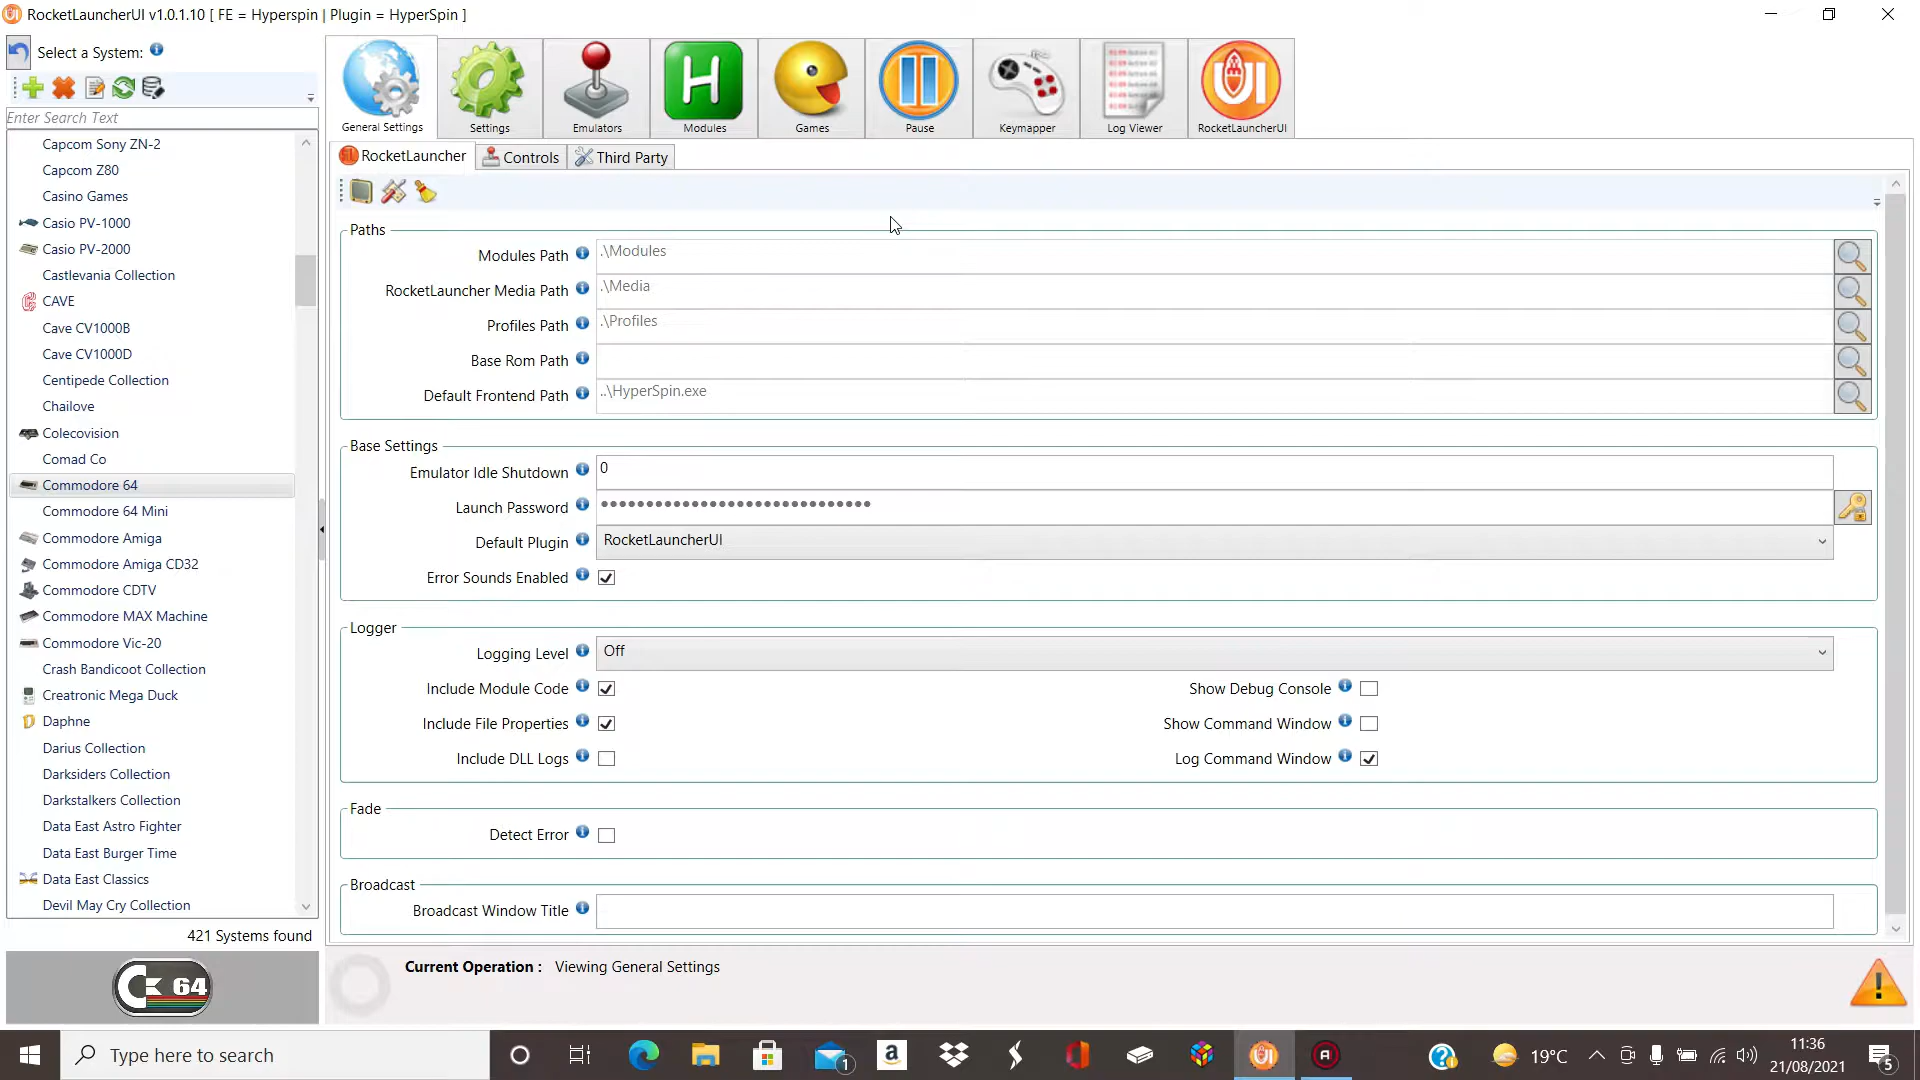 RocketLauncherUI v1.0.1.10 [ FE = Hyperspin | Plugin = HyperSpin ]
Select a System:
Enter Search Text
Capcom Sony ZN-2
Capcom Z80
Casino Games
Casio PV-1000
Casio PV-2000
Castlevania Collection
CAVE
Cave CV1000B
Cave CV1000D
Centipede Collection
Chailove
Colecovision
Comad Co
Commodore 64
Commodore 64 Mini
Commodore Amiga
Commodore Amiga CD32
Commodore CDTV
Commodore MAX Machine
Commodore Vic-20
Crash Bandicoot Collection
Creatronic Mega Duck
Daphne
Darius Collection
Darksiders Collection
Darkstalkers Collection
Data East Astro Fighter
Data East Burger Time
Data East Classics
Devil May Cry Collection
421 Systems found
64
General Settings
Settings
Emulators
H
Modules
Games
Pause
Keymapper
Log Viewer
UI
RocketLauncherUI
RocketLauncher
Controls
Third Party
Paths
Modules Path .\Modules
RocketLauncher Media Path .\Media
Profiles Path .\Profiles
Base Rom Path
Default Frontend Path ..\HyperSpin.exe
Base Settings
Emulator Idle Shutdown 0
Launch Password ••••••••••••••••••••••••••••••
Default Plugin RocketLauncherUI
Error Sounds Enabled
Logger
Logging Level Off
Include Module Code Show Debug Console
Include File Properties Show Command Window
Include DLL Logs Log Command Window
Fade
Detect Error
Broadcast
Broadcast Window Title
Current Operation : Viewing General Settings
Type here to search
1
a
UI
A
19°C
11:36
21/08/2021
5